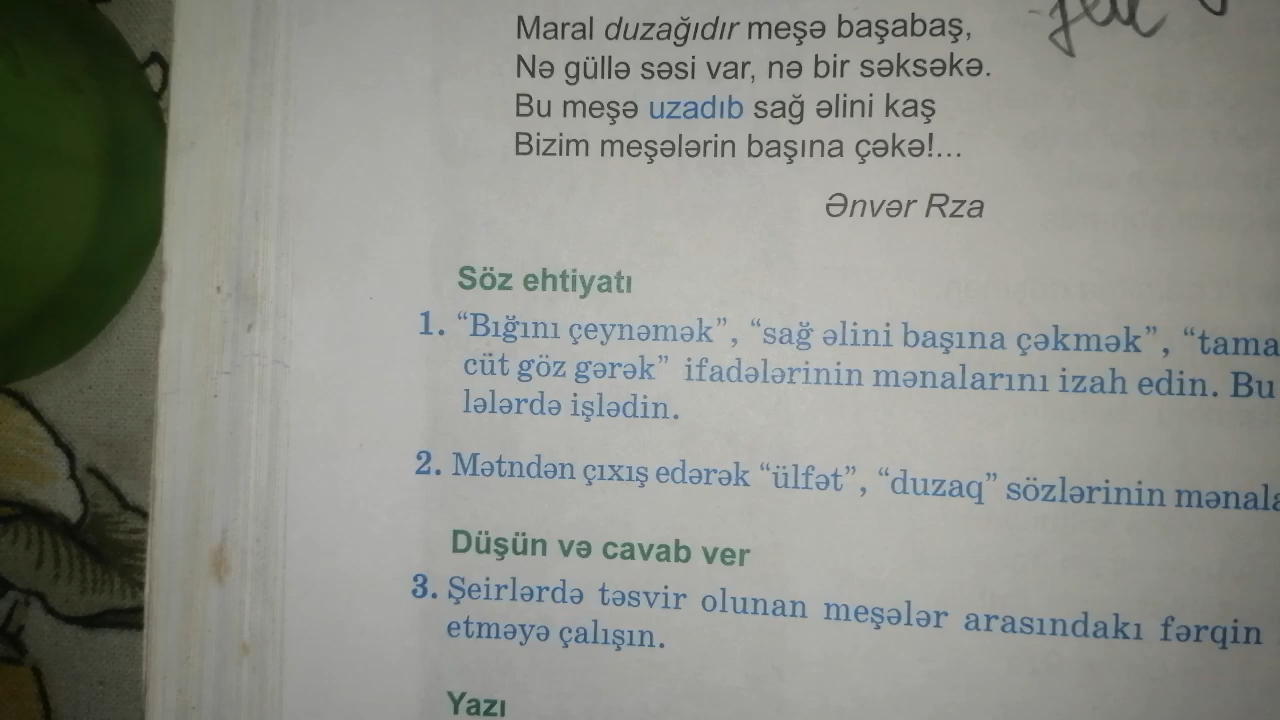 Maral duzağıdır meşə başabaş,
Nə güllə səsi var, nə bir səksəkə.
Bu meşə uzadıb sağ əlini kaş
Bizim meşələrin başına çəkə!...
Ənvər Rza
Söz ehtiyatı
1. “Bığını çeynəmək”, “sağ əlini başına çəkmək”, “tama
cüt göz gərək” ifadələrinin mənalarını izah edin. Bu
lələrdə işlədin.
2. Mətndən çıxış edərək “ülfət”, “duzaq” sözlərinin mənala
Düşün və cavab ver
3. Şeirlərdə təsvir olunan meşələr arasındakı fərqin
etməyə çalışın.
Yazı